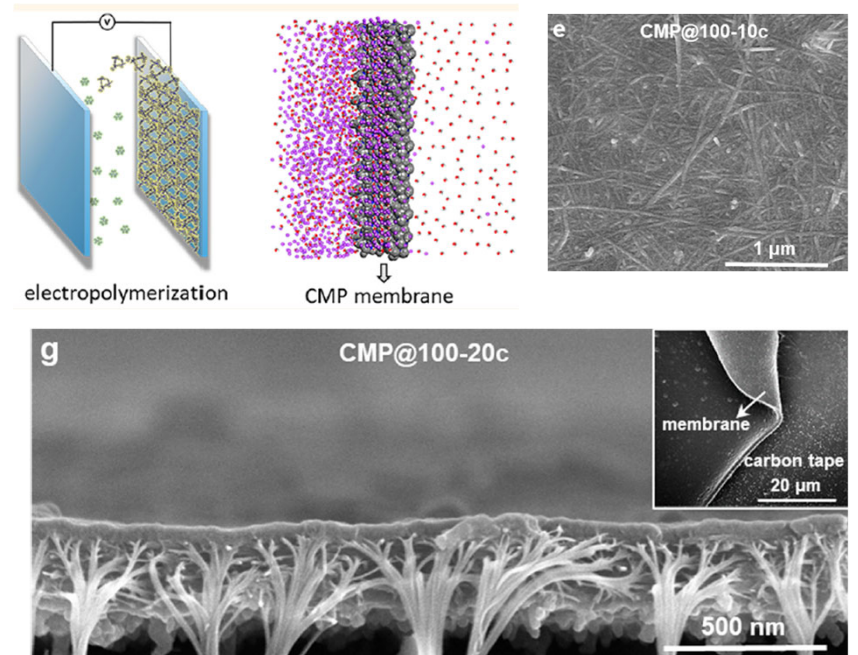 V
electropolymerization
CMP membrane
e
CMP@100-10c
1 μm
g
CMP@100-20c
membrane
carbon tape
20 μm
500 nm